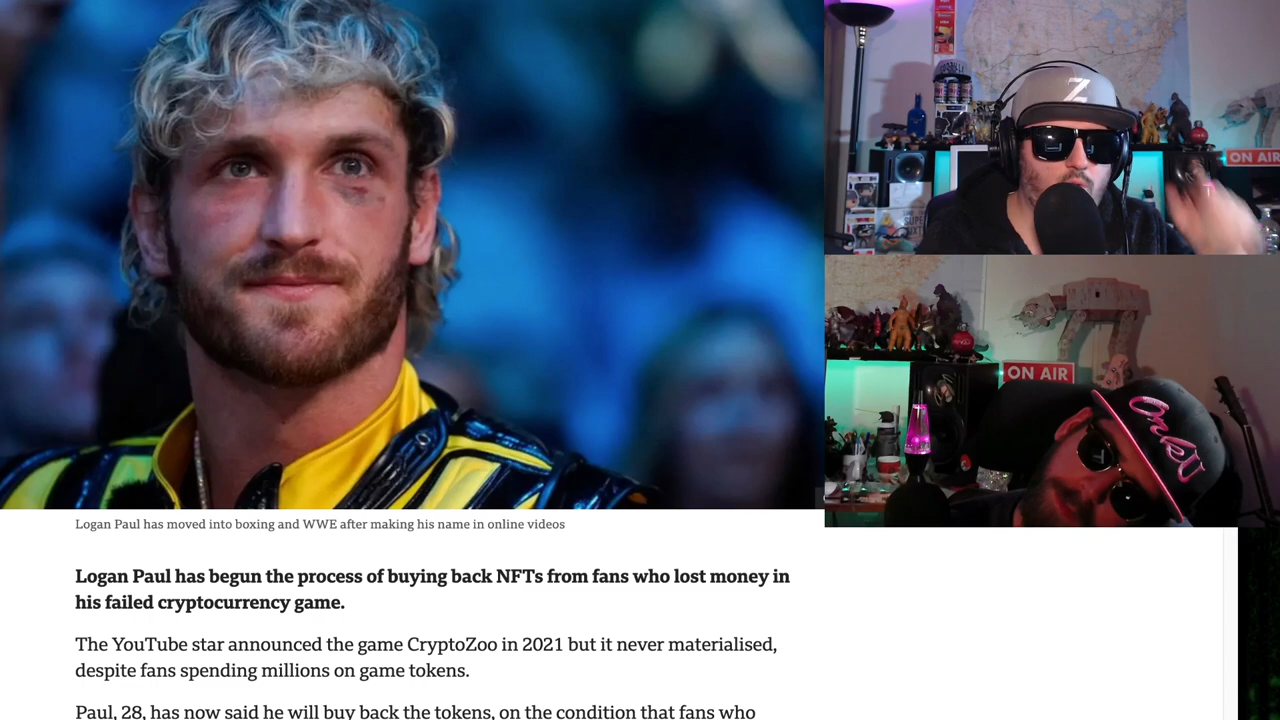 Z
ON AIR
ON AIR
OnkV
Logan Paul has moved into boxing and WWE after making his name in online videos
Logan Paul has begun the process of buying back NFTs from fans who lost money in
his failed cryptocurrency game.
The YouTube star announced the game CryptoZoo in 2021 but it never materialised,
despite fans spending millions on game tokens.
Paul, 28, has now said he will buy back the tokens, on the condition that fans who